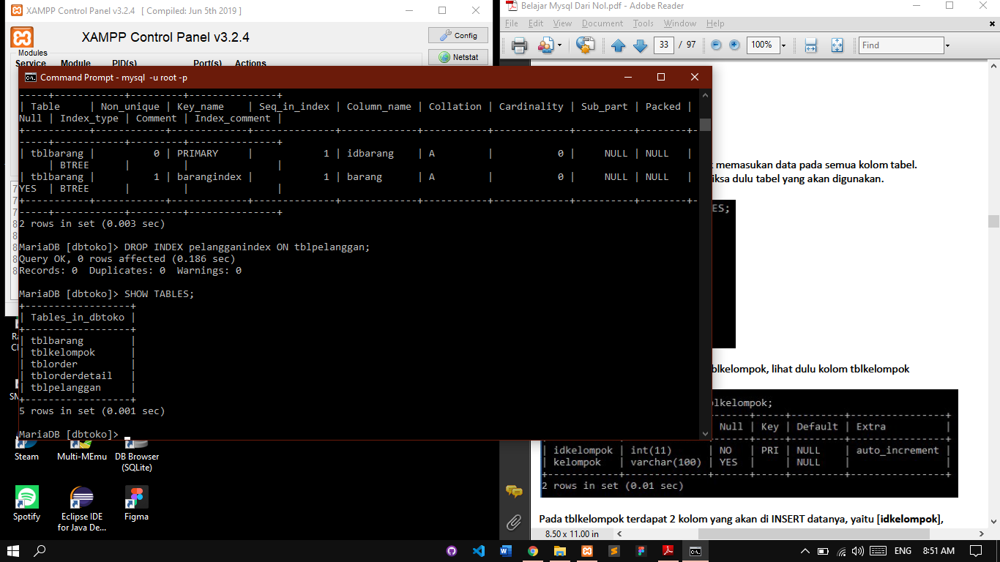 XAMPP Control Panel v3.2.4 [ Compiled: Jun 5th 2019 ]
XAMPP Control Panel v3.2.4
Config
Netstat
Modules
Service Module PID(s) Port(s) Actions
Command Prompt - mysql -u root -p
-----+------------+---------+---------------+
| Table | Non_unique | Key_name | Seq_in_index | Column_name | Collation | Cardinality | Sub_part | Packed |
Null | Index_type | Comment | Index_comment |
+-----------+------------+-------------+--------------+-------------+-----------+-------------+----------+--------+-
-----+------------+---------+---------------+
| tblbarang | 0 | PRIMARY | 1 | idbarang | A | 0 | NULL | NULL |
| BTREE | | |
| tblbarang | 1 | barangindex | 1 | barang | A | 0 | NULL | NULL |
YES | BTREE | | |
+-----------+------------+-------------+--------------+-------------+-----------+-------------+----------+--------+-
-----+------------+---------+---------------+
2 rows in set (0.003 sec)
MariaDB [dbtoko]> DROP INDEX pelangganindex ON tblpelanggan;
Query OK, 0 rows affected (0.186 sec)
Records: 0 Duplicates: 0 Warnings: 0
MariaDB [dbtoko]> SHOW TABLES;
+------------------+
| Tables_in_dbtoko |
+------------------+
| tblbarang |
| tblkelompok |
| tblorder |
| tblorderdetail |
| tblpelanggan |
+------------------+
5 rows in set (0.001 sec)
MariaDB [dbtoko]>
Steam
Multi-MEmu
DB Browser
(SQLite)
Spotify
Eclipse IDE
for Java De...
Figma
Belajar Mysql Dari Nol.pdf - Adobe Reader
File Edit View Document Tools Window Help
33 / 97 100% Find
memasukan data pada semua kolom tabel.
iksa dulu tabel yang akan digunakan.
ES;
blkelompok, lihat dulu kolom tblkelompok
lkelompok;
Null | Key | Default | Extra |
| idkelompok | int(11) | NO | PRI | NULL | auto_increment |
| kelompok | varchar(100) | YES | | NULL | |
+------------+--------------+------+-----+---------+----------------+
2 rows in set (0.01 sec)
Pada tblkelompok terdapat 2 kolom yang akan di INSERT datanya, yaitu [idkelompok],
8.50 x 11.00 in
ENG 8:51 AM